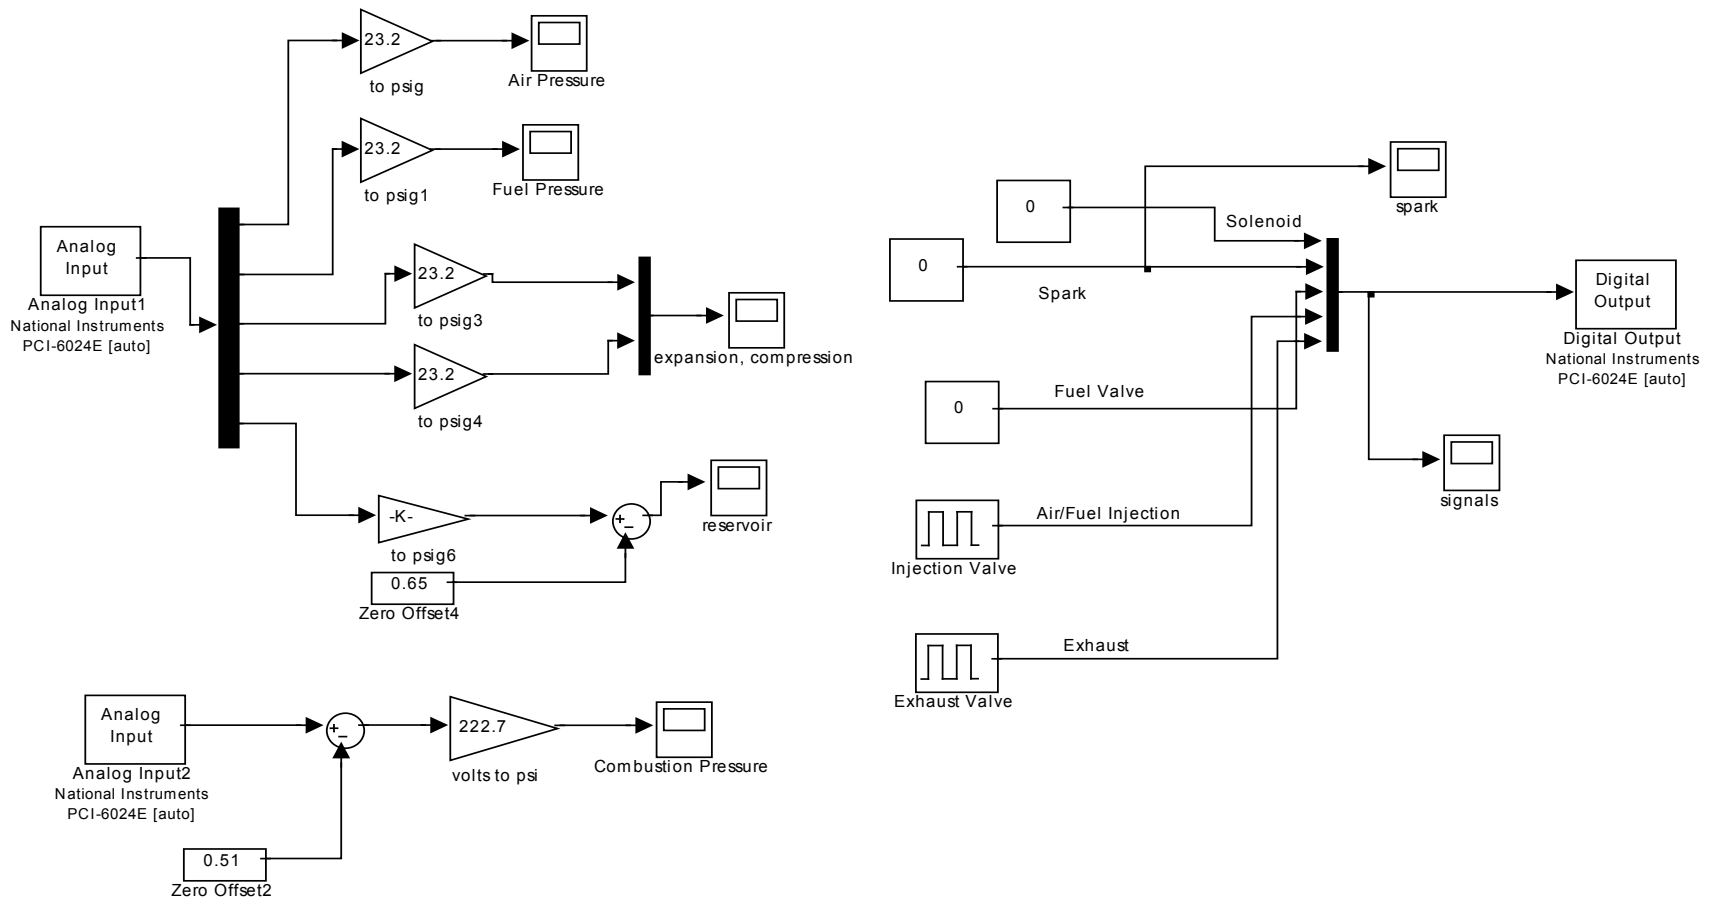 23.2
to psig
Air Pressure
23.2
to psig1
Fuel Pressure
Analog
Input
Analog Input1
National Instruments
PCI-6024E [auto]
23.2
to psig3
23.2
to psig4
expansion, compression
-K-
to psig6
+
−
reservoir
0.65
Zero Offset4
Analog
Input
Analog Input2
National Instruments
PCI-6024E [auto]
+
−
222.7
volts to psi
Combustion Pressure
0.51
Zero Offset2
spark
0
Solenoid
0
Spark
Digital
Output
Digital Output
National Instruments
PCI-6024E [auto]
0
Fuel Valve
signals
Air/Fuel Injection
Injection Valve
Exhaust
Exhaust Valve